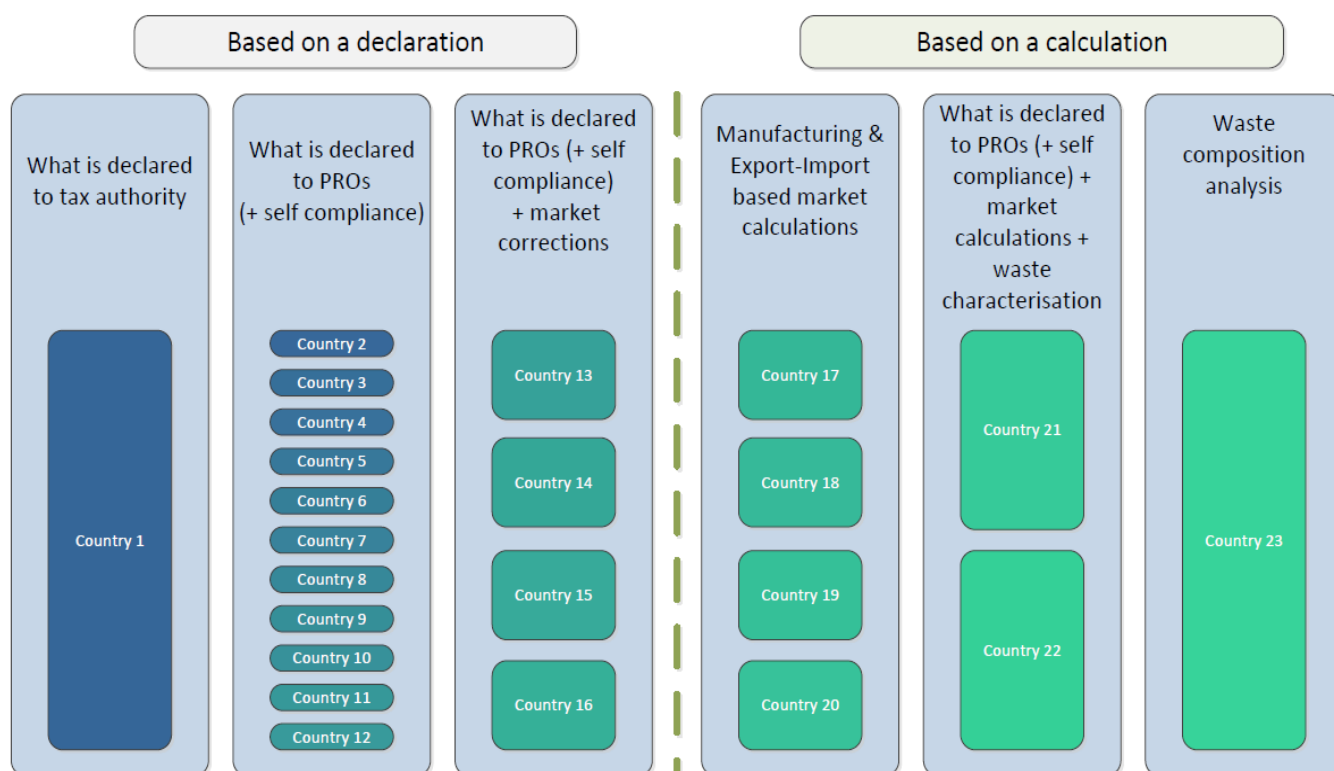 Based on a declaration
Based on a calculation
What is declared
to tax authority
Country 1
What is declared
to PROs
(+ self compliance)
Country 2
Country 3
Country 4
Country 5
Country 6
Country 7
Country 8
Country 9
Country 10
Country 11
Country 12
What is declared
to PROs (+ self
compliance)
+ market
corrections
Country 13
Country 14
Country 15
Country 16
Manufacturing &
Export-Import
based market
calculations
Country 17
Country 18
Country 19
Country 20
What is declared
to PROs (+ self
compliance) +
market
calculations +
waste
characterisation
Country 21
Country 22
Waste
composition
analysis
Country 23